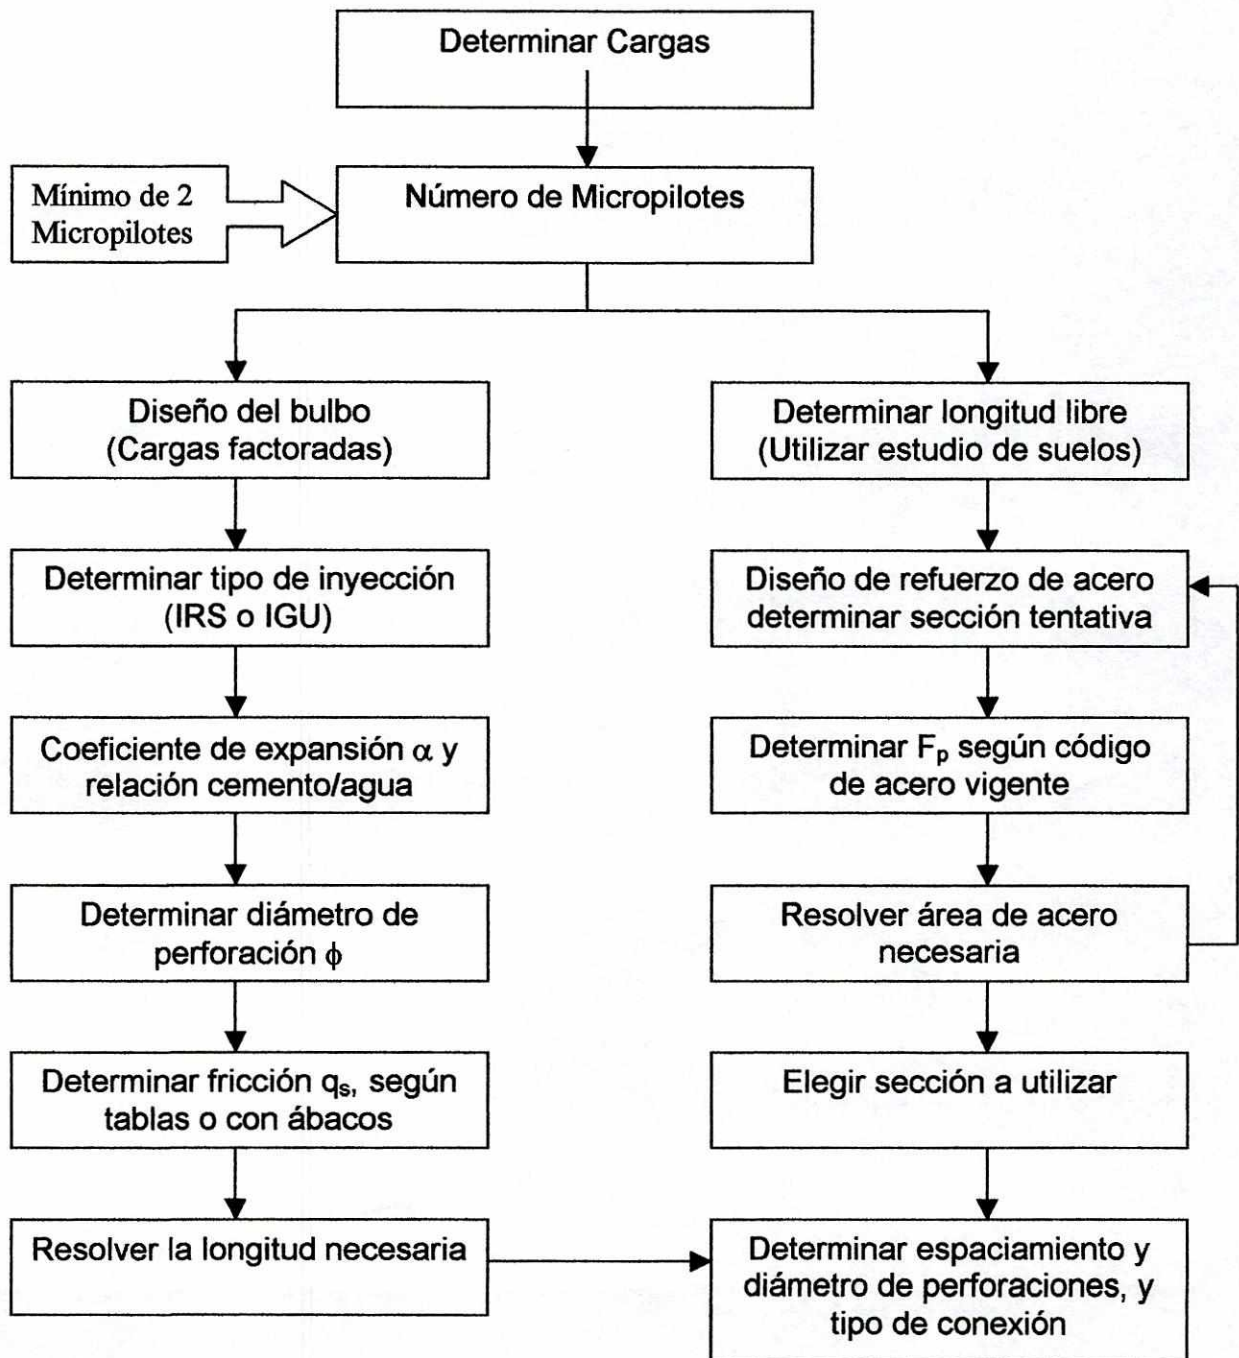 Determinar Cargas
Mínimo de 2
Micropilotes
Número de Micropilotes
Diseño del bulbo
(Cargas factoradas)
Determinar tipo de inyección
(IRS o IGU)
Coeficiente de expansión α y
relación cemento/agua
Determinar diámetro de
perforación ϕ
Determinar fricción qₛ, según
tablas o con ábacos
Resolver la longitud necesaria
Determinar longitud libre
(Utilizar estudio de suelos)
Diseño de refuerzo de acero
determinar sección tentativa
Determinar Fₚ según código
de acero vigente
Resolver área de acero
necesaria
Elegir sección a utilizar
Determinar espaciamiento y
diámetro de perforaciones, y
tipo de conexión